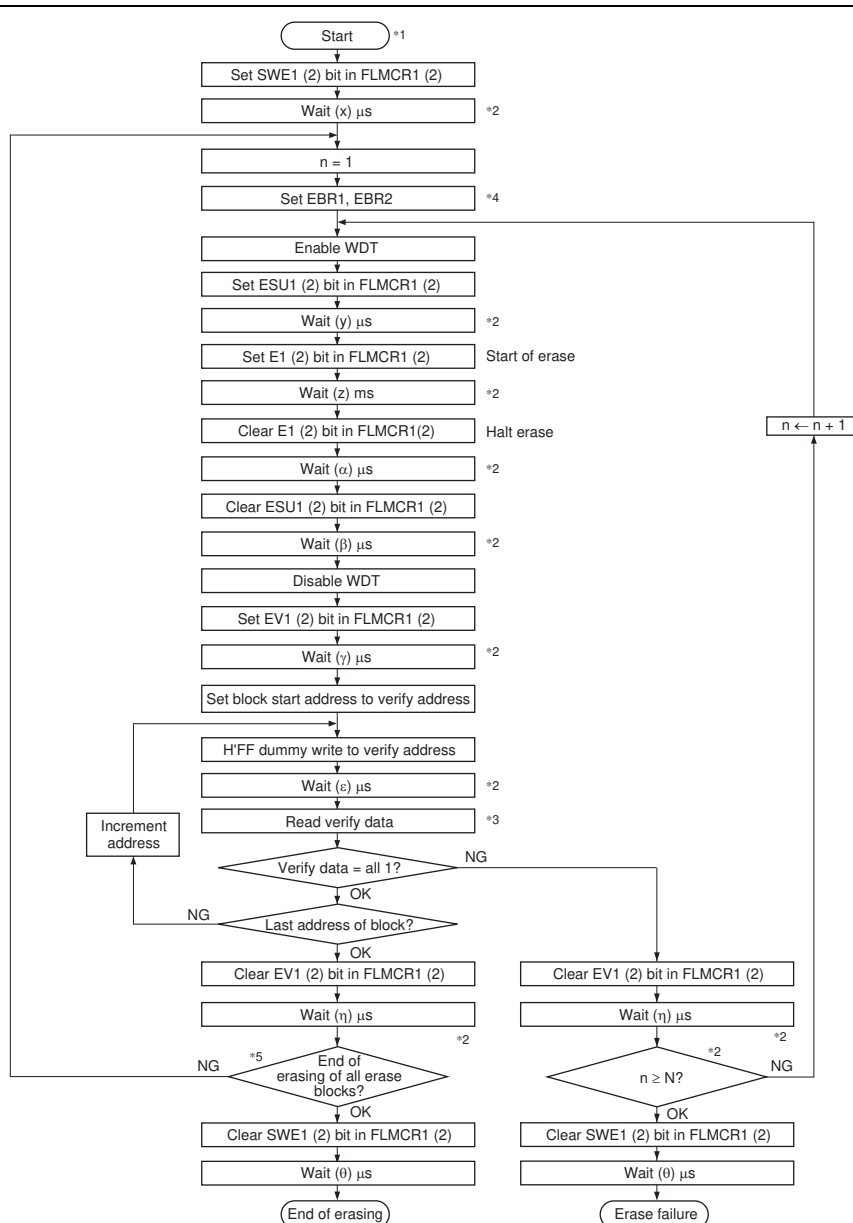 Start *1
Set SWE1 (2) bit in FLMCR1 (2)
Wait (x) μs *2
n = 1
Set EBR1, EBR2 *4
Enable WDT
Set ESU1 (2) bit in FLMCR1 (2)
Wait (y) μs *2
Set E1 (2) bit in FLMCR1 (2) Start of erase
Wait (z) ms *2
n ← n + 1
Clear E1 (2) bit in FLMCR1(2) Halt erase
Wait (α) μs *2
Clear ESU1 (2) bit in FLMCR1 (2)
Wait (β) μs *2
Disable WDT
Set EV1 (2) bit in FLMCR1 (2)
Wait (γ) μs *2
Set block start address to verify address
H'FF dummy write to verify address
Wait (ε) μs *2
Increment
address
Read verify data *3
Verify data = all 1? NG
OK
NG Last address of block?
OK
Clear EV1 (2) bit in FLMCR1 (2)
Wait (η) μs
*2
NG *5 End of
erasing of all erase
blocks?
OK
Clear SWE1 (2) bit in FLMCR1 (2)
Wait (θ) μs
End of erasing
Clear EV1 (2) bit in FLMCR1 (2)
Wait (η) μs
*2
*2
n ≥ N? NG
OK
Clear SWE1 (2) bit in FLMCR1 (2)
Wait (θ) μs
Erase failure